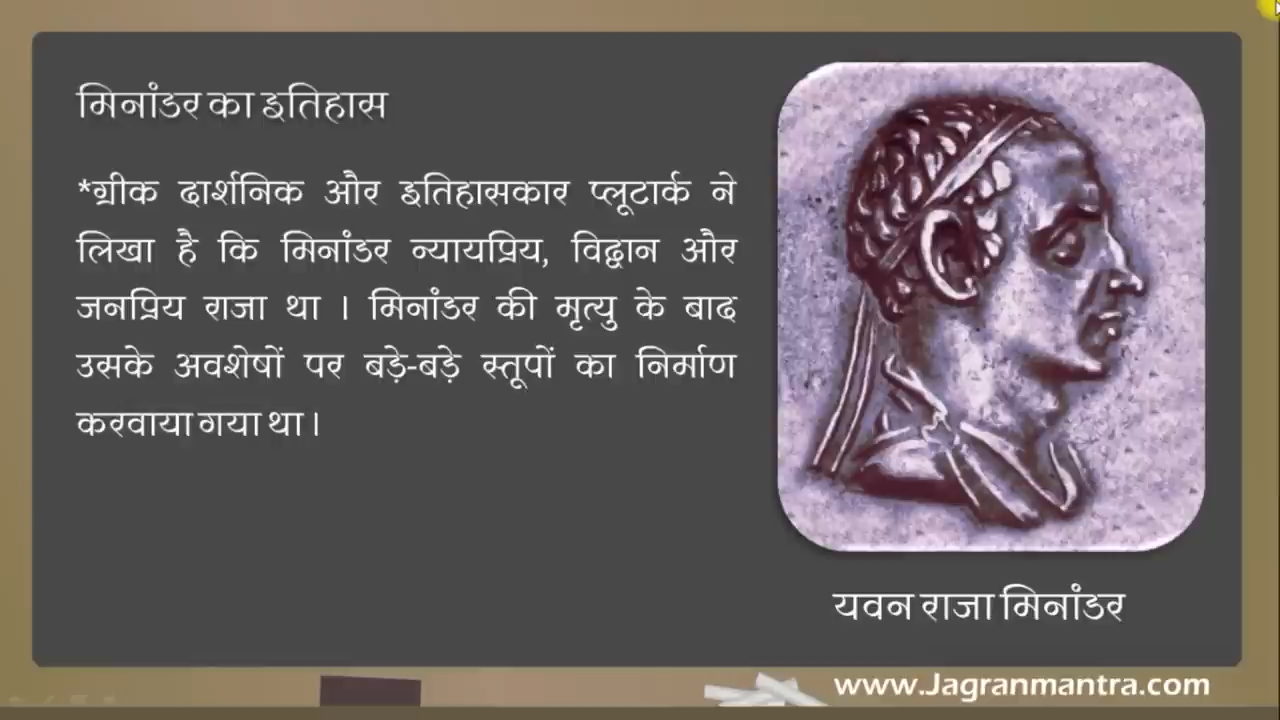 मिनांडर का इतिहास
*ग्रीक दार्शनिक और इतिहासकार प्लूटार्क ने
लिखा है कि मिनांडर न्यायप्रिय, विद्वान और
जनप्रिय राजा था । मिनांडर की मृत्यु के बाद
उसके अवशेषों पर बड़े-बड़े स्तूपों का निर्माण
करवाया गया था ।
यवन राजा मिनांडर
www.Jagranmantra.com